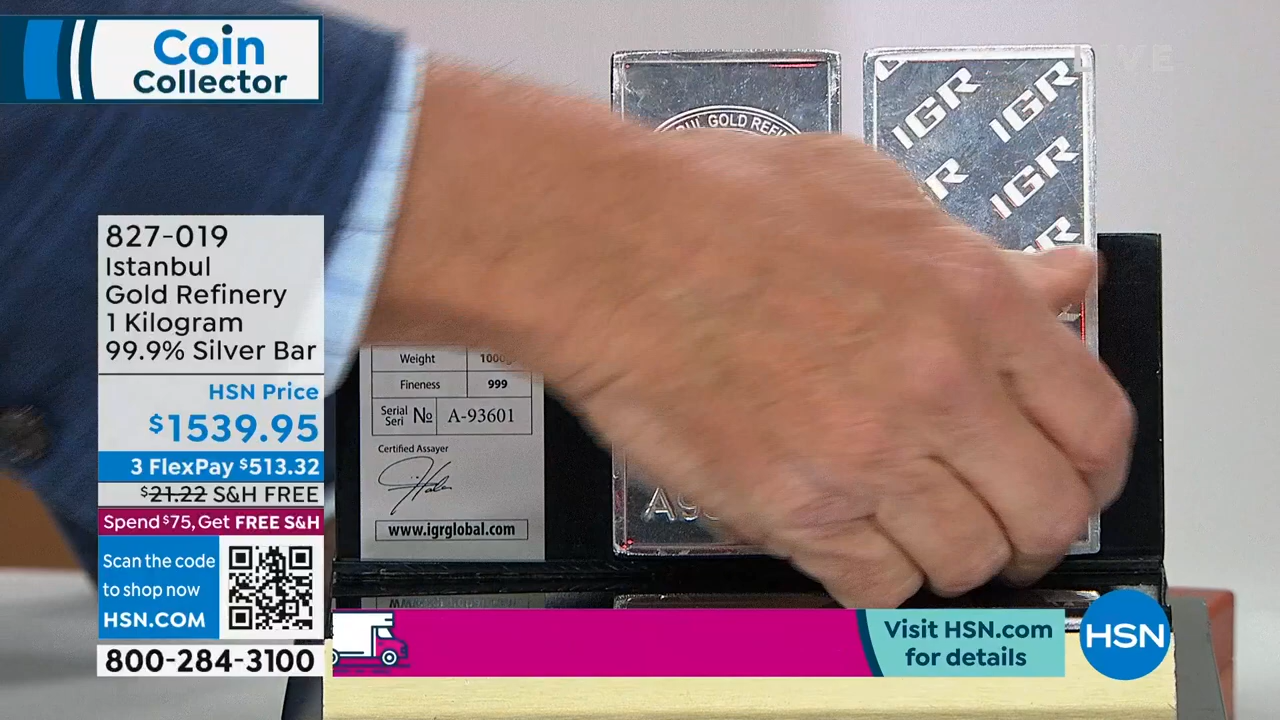 Coin
Collector
827-019
Istanbul
Gold Refinery
1 Kilogram
99.9% Silver Bar
HSN Price
$1539.95
3 FlexPay $513.32
$21.22 S&H FREE
Spend $75, Get FREE S&H
Scan the code
to shop now
HSN.COM
800-284-3100
LIVE
GOLD
IGR
IGR
IGR
IGR
Weight
Fineness 999
Serial
Seri № A-93601
Certified Assayer
www.igrglobal.com
Visit HSN.com
for details
HSN